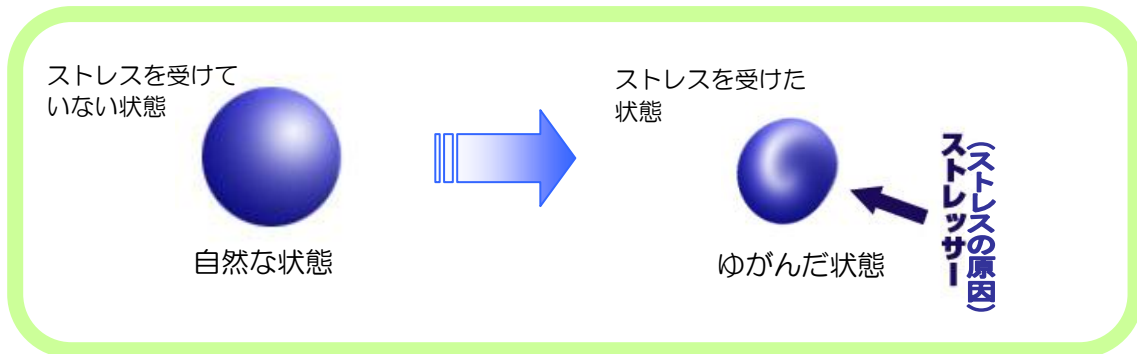 ストレスを受けて
いない状態
自然な状態
ストレスを受けた
状態
ゆがんだ状態
ストレッサー
（ストレスの原因）